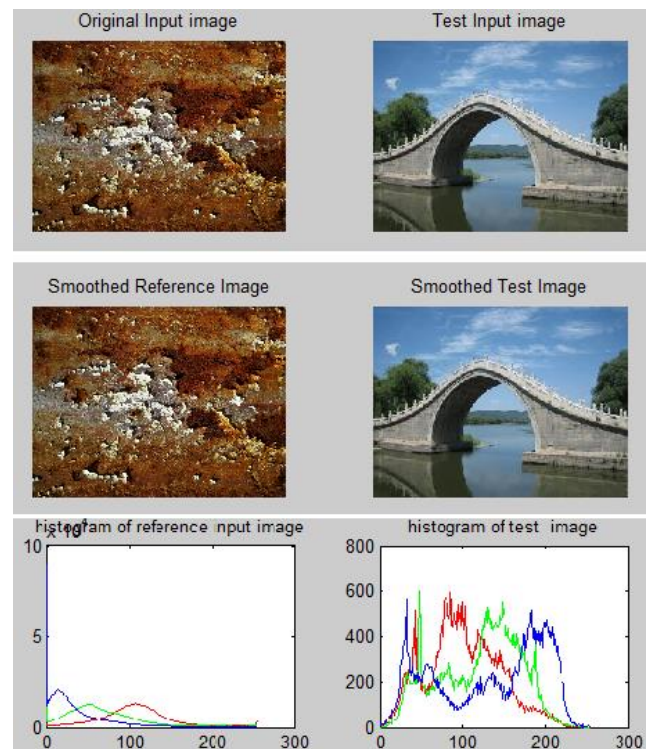 Original Input image
Test Input image
Smoothed Reference Image
Smoothed Test Image
histogram of reference input image
histogram of test image
10
5
0
0 100 200 300
800
600
400
200
0
0 100 200 300